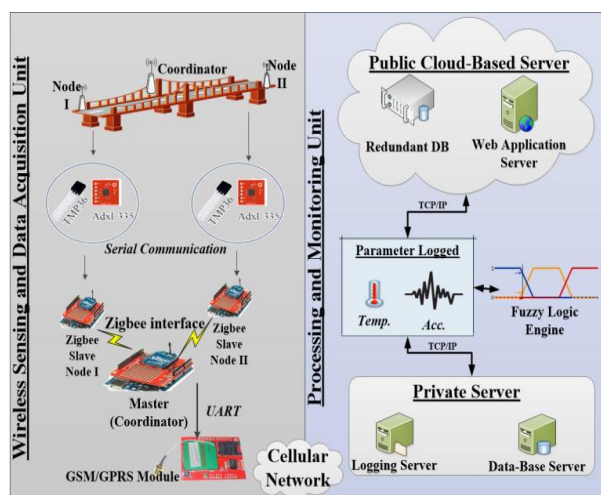 Wireless Sensing and Data Acquisition Unit
Node
I
Coordinator
Node
II
TMP36
Adxl 335
TMP36
Adxl 335
Serial Communication
Zigbee interface
Zigbee
Slave
Node I
Zigbee
Slave
Node II
Master
(Coordinator)
UART
GSM/GPRS Module
Cellular
Network
Processing and Monitoring Unit
Public Cloud-Based Server
Redundant DB
Web Application
Server
TCP/IP
Parameter Logged
Temp.
Acc.
Fuzzy Logic
Engine
TCP/IP
Private Server
Logging Server
Data-Base Server